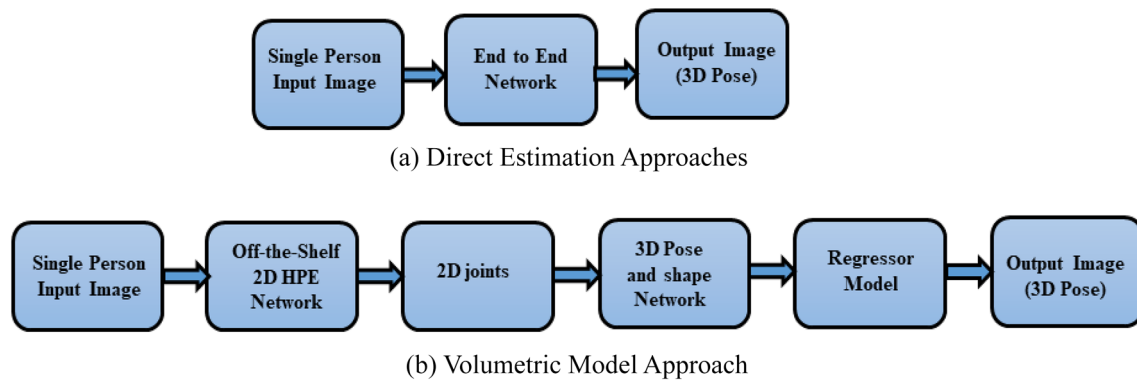 Single Person
Input Image
End to End
Network
Output Image
(3D Pose)
(a) Direct Estimation Approaches
Single Person
Input Image
Off-the-Shelf
2D HPE
Network
2D joints
3D Pose
and shape
Network
Regressor
Model
Output Image
(3D Pose)
(b) Volumetric Model Approach